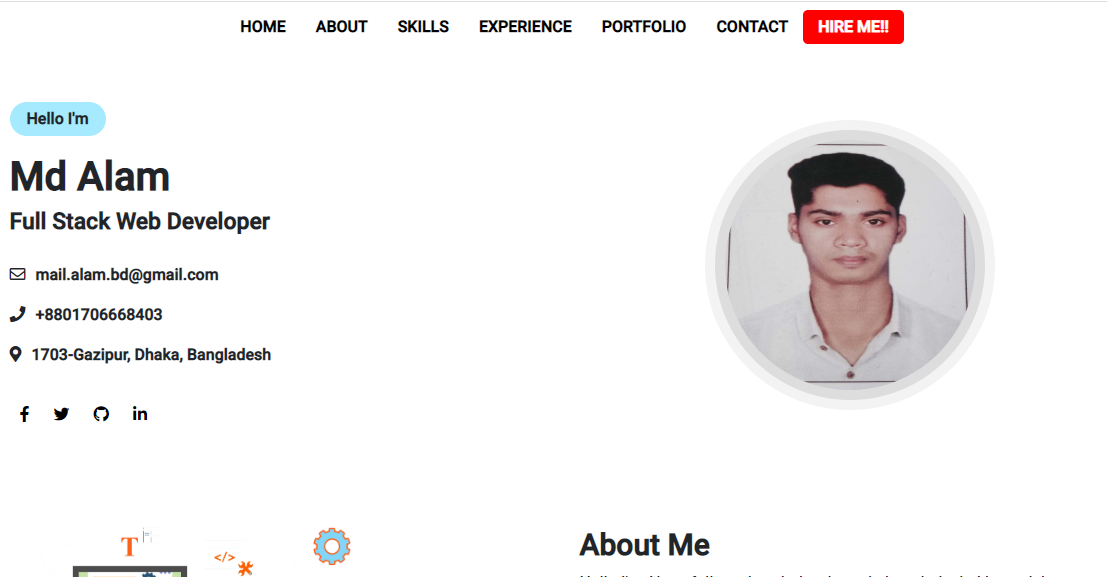 HOME ABOUT SKILLS EXPERIENCE PORTFOLIO CONTACT HIRE ME!!
Hello I'm
Md Alam
Full Stack Web Developer
mail.alam.bd@gmail.com
+8801706668403
1703-Gazipur, Dhaka, Bangladesh
T
</>
About Me